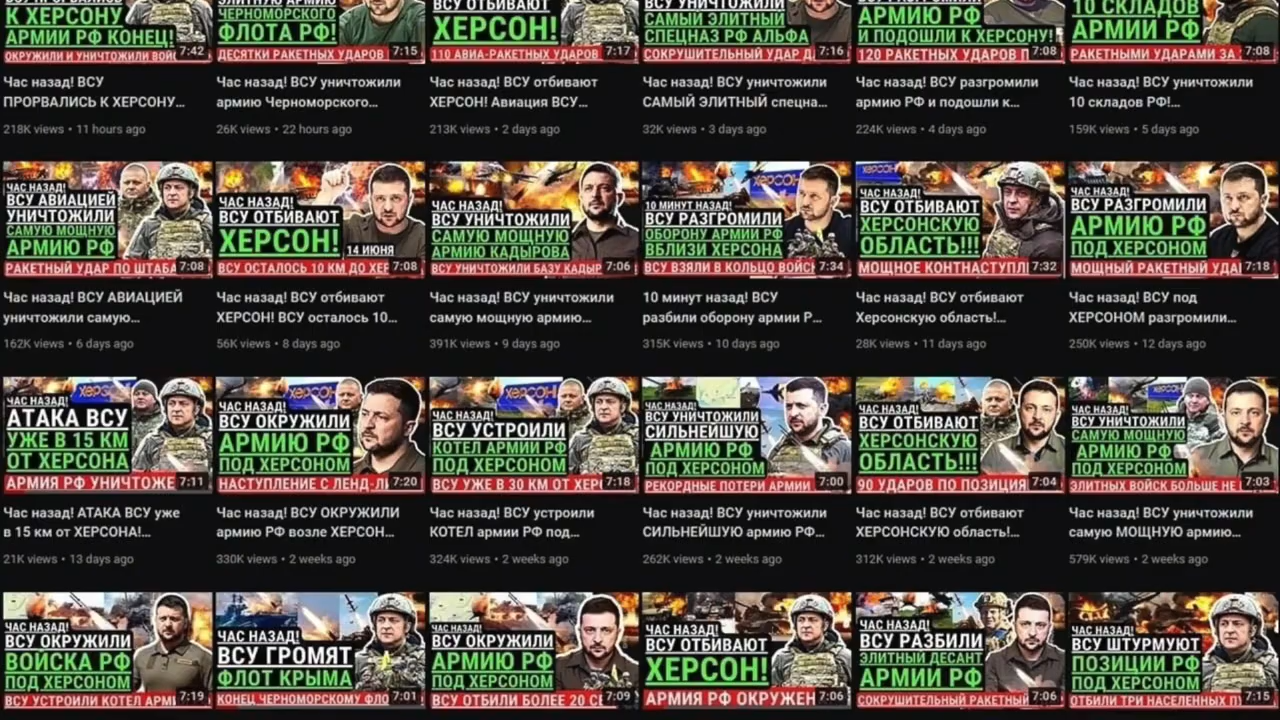 К ХЕРСОНУ
АРМИИ РФ КОНЕЦ!
ОКРУЖИЛИ И УНИЧТОЖИЛИ
7:42
ЧЕРНОМОРСКОГО
ФЛОТА РФ!
ДЕСЯТКИ РАКЕТНЫХ УДАРОВ
7:15
ВСУ ОТБИВАЮТ
ХЕРСОН!
110 АВИА-РАКЕТНЫХ УДАРОВ
7:17
ВСУ УНИЧТОЖИЛИ
САМЫЙ ЭЛИТНЫЙ
СПЕЦНАЗ РФ АЛЬФА
СОКРУШИТЕЛЬНЫЙ УДАР
7:16
АРМИЮ РФ
И ПОДОШЛИ К ХЕРСОНУ!
120 РАКЕТНЫХ УДАРОВ
7:08
10 СКЛАДОВ
АРМИИ РФ
РАКЕТНЫМИ УДАРАМИ ЗА
7:08
Час назад! ВСУ
ПРОРВАЛИСЬ К ХЕРСОНУ…
218K views • 11 hours ago
Час назад! ВСУ уничтожили
армию Черноморского…
26K views • 22 hours ago
Час назад! ВСУ отбивают
ХЕРСОН! Авиация ВСУ…
213K views • 2 days ago
Час назад! ВСУ уничтожили
САМЫЙ ЭЛИТНЫЙ спецна…
32K views • 3 days ago
Час назад! ВСУ разгромили
армию РФ и подошли к…
224K views • 4 days ago
Час назад! ВСУ уничтожили
10 складов РФ!…
159K views • 5 days ago
ЧАС НАЗАД!
ВСУ АВИАЦИЕЙ
УНИЧТОЖИЛИ
САМУЮ МОЩНУЮ
АРМИЮ РФ
РАКЕТНЫЙ УДАР ПО ШТАБА
7:08
ЧАС НАЗАД!
ВСУ ОТБИВАЮТ
ХЕРСОН!
14 ИЮНЯ
ВСУ ОСТАЛОСЬ 10 КМ ДО ХЕР
7:08
ЧАС НАЗАД!
ВСУ УНИЧТОЖИЛИ
САМУЮ МОЩНУЮ
АРМИЮ КАДЫРОВА
ВСУ УНИЧТОЖИЛИ БАЗУ КАДЫР
7:06
ХЕРСОН
10 МИНУТ НАЗАД!
ВСУ РАЗГРОМИЛИ
ОБОРОНУ АРМИИ РФ
ВБЛИЗИ ХЕРСОНА
ВСУ ВЗЯЛИ В КОЛЬЦО ВОЙС
7:34
ХЕРСОН
ЧАС НАЗАД!
ВСУ ОТБИВАЮТ
ХЕРСОНСКУЮ
ОБЛАСТЬ!!!
МОЩНОЕ КОНТНАСТУПЛ
7:32
ЧАС НАЗАД!
ВСУ РАЗГРОМИЛИ
АРМИЮ РФ
ПОД ХЕРСОНОМ
МОЩНЫЙ РАКЕТНЫЙ УДА
7:18
Час назад! ВСУ АВИАЦИЕЙ
уничтожили самую…
162K views • 6 days ago
Час назад! ВСУ отбивают
ХЕРСОН! ВСУ осталось 10…
56K views • 8 days ago
Час назад! ВСУ уничтожили
самую мощную армию…
391K views • 9 days ago
10 минут назад! ВСУ
разбили оборону армии Р…
315K views • 10 days ago
Час назад! ВСУ отбивают
Херсонскую область!…
28K views • 11 days ago
Час назад! ВСУ под
ХЕРСОНОМ разгромили…
250K views • 12 days ago
ХЕРСОН
ЧАС НАЗАД!
АТАКА ВСУ
УЖЕ В 15 КМ
ОТ ХЕРСОНА
АРМИЯ РФ УНИЧТОЖЕ
7:11
ХЕРСОН
ЧАС НАЗАД!
ВСУ ОКРУЖИЛИ
АРМИЮ РФ
ПОД ХЕРСОНОМ
НАСТУПЛЕНИЕ С ЛЕНД-Л
7:20
ХЕРСОН
ЧАС НАЗАД!
ВСУ УСТРОИЛИ
КОТЕЛ АРМИИ РФ
ПОД ХЕРСОНОМ
ВСУ УЖЕ В 30 КМ ОТ ХЕР
7:18
ЧАС НАЗАД!
ВСУ УНИЧТОЖИЛИ
СИЛЬНЕЙШУЮ
АРМИЮ РФ
ПОД ХЕРСОНОМ
РЕКОРДНЫЕ ПОТЕРИ АРМИИ
7:00
ЧАС НАЗАД!
ВСУ ОТБИВАЮТ
ХЕРСОНСКУЮ
ОБЛАСТЬ!!!
90 УДАРОВ ПО ПОЗИЦИЯ
7:04
ХЕРСОН
ЧАС НАЗАД!
ВСУ УНИЧТОЖИЛИ
САМУЮ МОЩНУЮ
АРМИЮ РФ
ПОД ХЕРСОНОМ
ЭЛИТНЫХ ВОЙСК БОЛЬШЕ НЕ
7:03
Час назад! АТАКА ВСУ уже
в 15 км от ХЕРСОНА!…
21K views • 13 days ago
Час назад! ВСУ ОКРУЖИЛИ
армию РФ возле ХЕРСОН…
330K views • 2 weeks ago
Час назад! ВСУ устроили
КОТЕЛ армии РФ под…
324K views • 2 weeks ago
Час назад! ВСУ уничтожили
СИЛЬНЕЙШУЮ армию РФ…
262K views • 2 weeks ago
Час назад! ВСУ отбивают
ХЕРСОНСКУЮ область!…
312K views • 2 weeks ago
Час назад! ВСУ уничтожили
самую МОЩНУЮ армию…
579K views • 2 weeks ago
ЧАС НАЗАД!
ВСУ ОКРУЖИЛИ
ВОЙСКА РФ
ПОД ХЕРСОНОМ
ВСУ УСТРОИЛИ КОТЕЛ АРМИ
7:19
ЧАС НАЗАД!
ВСУ ГРОМЯТ
ФЛОТ КРЫМА
КОНЕЦ ЧЕРНОМОРСКОМУ ФЛО
7:01
ЧАС НАЗАД!
ВСУ ОКРУЖИЛИ
АРМИЮ РФ
ПОД ХЕРСОНОМ
ВСУ ОТБИЛИ БОЛЕЕ 20 СЕ
7:09
ЧАС НАЗАД!
ВСУ ОТБИВАЮТ
ХЕРСОН!
АРМИЯ РФ ОКРУЖЕН
7:06
ЧАС НАЗАД!
ВСУ РАЗБИЛИ
ЭЛИТНЫЙ ДЕСАНТ
АРМИИ РФ
СОКРУШИТЕЛЬНЫЙ РАКЕТНЫЙ
7:06
ЧАС НАЗАД!
ВСУ ШТУРМУЮТ
ПОЗИЦИИ РФ
ПОД ХЕРСОНОМ
ОТБИЛИ ТРИ НАСЕЛЕННЫХ П
7:15